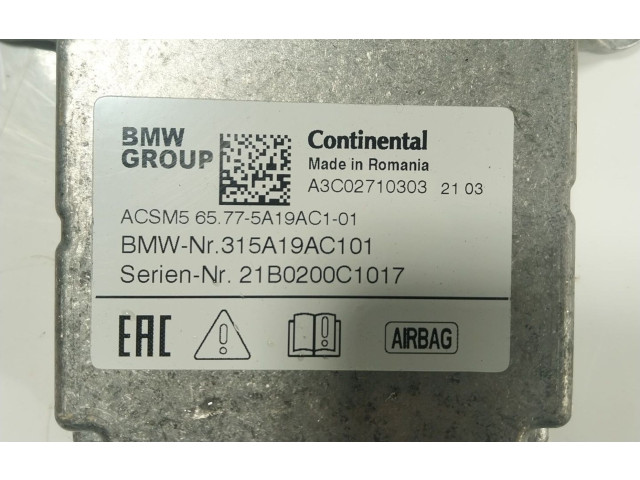 BMW
GROUP
Continental
Made in Romania
A3C02710303 21 03
ACSM5 65.77-5A19AC1-01
BMW-Nr.315A19AC101
Serien-Nr. 21B0200C1017
EAC
AIRBAG